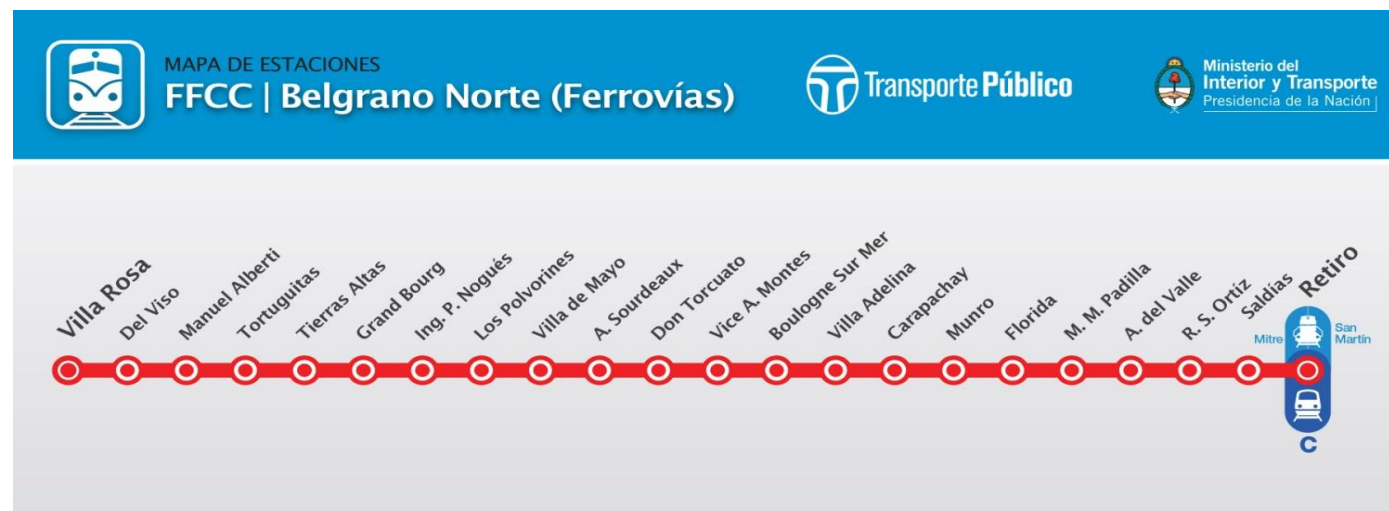 MAPA DE ESTACIONES
FFCC | Belgrano Norte (Ferrovías)
Transporte Público
Ministerio del
Interior y Transporte
Presidencia de la Nación
Villa Rosa
Del Viso
Manuel Alberti
Tortuguitas
Tierras Altas
Grand Bourg
Ing. P. Nogués
Los Polvorines
Villa de Mayo
A. Sourdeaux
Don Torcuato
Vice A. Montes
Boulogne Sur Mer
Villa Adelina
Carapachay
Munro
Florida
M. M. Padilla
A. del Valle
R. S. Ortíz
Saldías
Retiro
Mitre
San
Martín
C